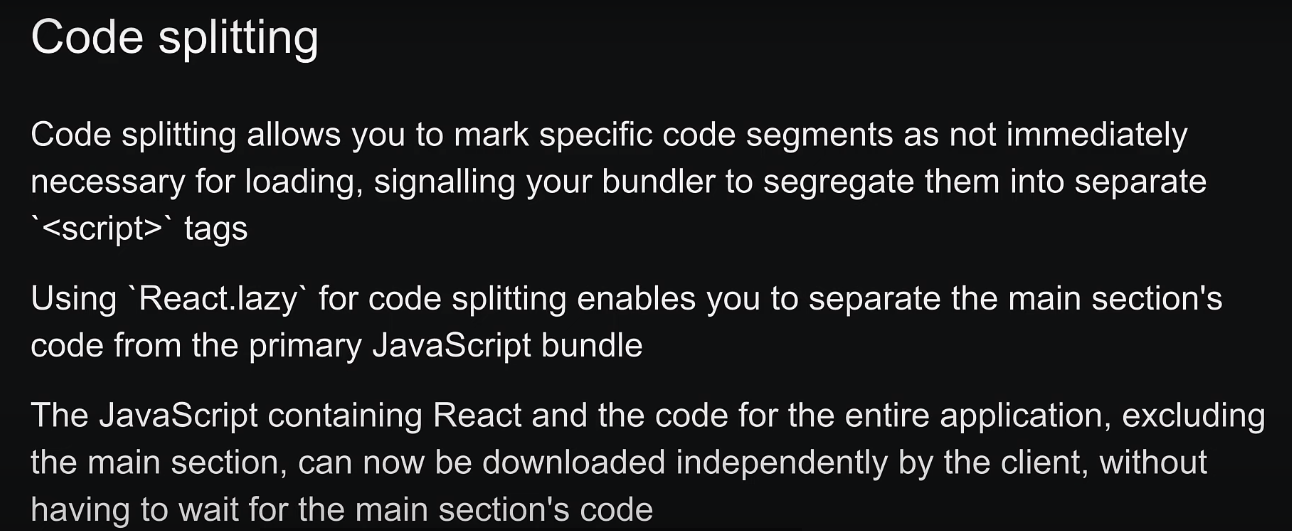 Code splitting
Code splitting allows you to mark specific code segments as not immediately
necessary for loading, signalling your bundler to segregate them into separate
`<script>` tags
Using `React.lazy` for code splitting enables you to separate the main section's
code from the primary JavaScript bundle
The JavaScript containing React and the code for the entire application, excluding
the main section, can now be downloaded independently by the client, without
having to wait for the main section's code